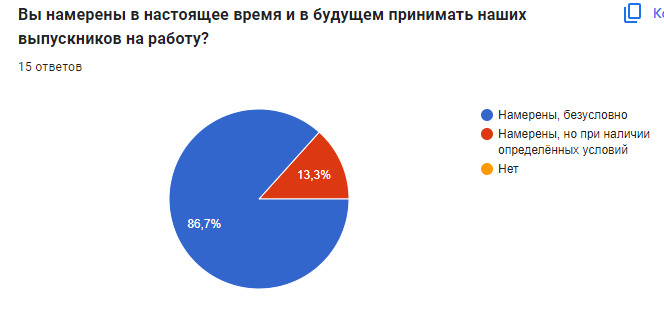 Вы намерены в настоящее время и в будущем принимать наших
выпускников на работу?
15 ответов
Намерены, безусловно
Намерены, но при наличии
определённых условий
Нет
13,3%
86,7%